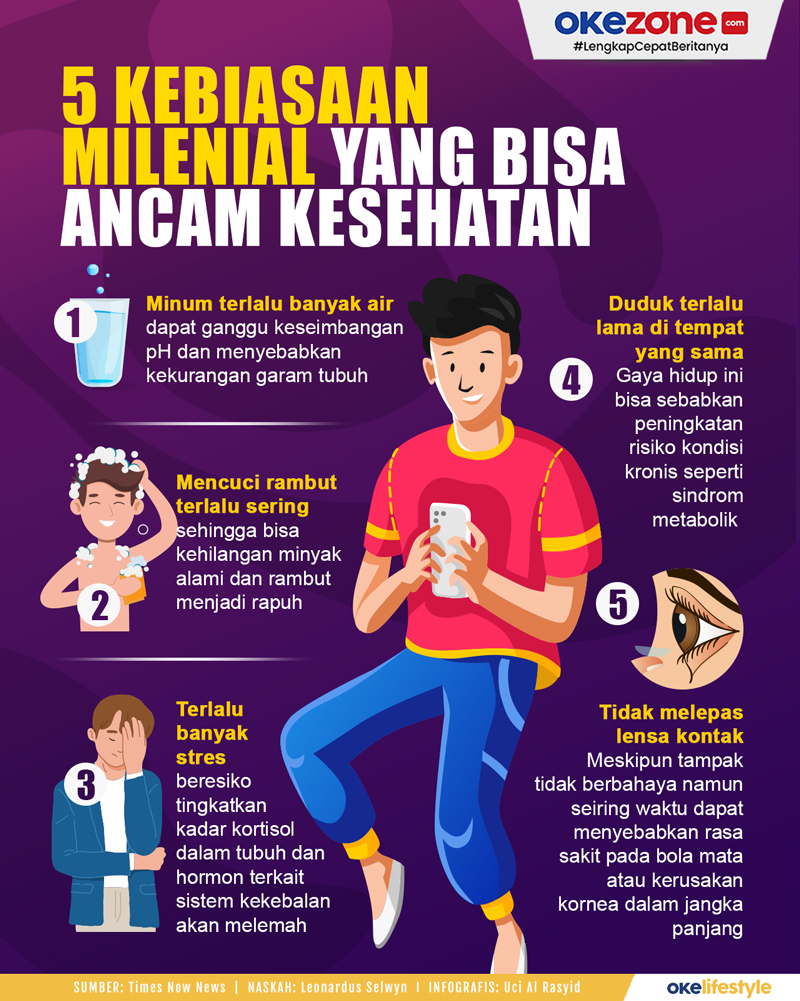 OKEZONE.com
#LengkapCepatBeritanya
5 KEBIASAAN
MILENIAL YANG BISA
ANCAM KESEHATAN
1
Minum terlalu banyak air
dapat ganggu keseimbangan
pH dan menyebabkan
kekurangan garam tubuh
2
Mencuci rambut
terlalu sering
sehingga bisa
kehilangan minyak
alami dan rambut
menjadi rapuh
3
Terlalu
banyak
stres
beresiko
tingkatkan
kadar kortisol
dalam tubuh dan
hormon terkait
sistem kekebalan
akan melemah
4
Duduk terlalu
lama di tempat
yang sama
Gaya hidup ini
bisa sebabkan
peningkatan
risiko kondisi
kronis seperti
sindrom
metabolik
5
Tidak melepas
lensa kontak
Meskipun tampak
tidak berbahaya namun
seiring waktu dapat
menyebabkan rasa
sakit pada bola mata
atau kerusakan
kornea dalam jangka
panjang
SUMBER: Times Now News | NASKAH: Leonardus Selwyn | INFOGRAFIS: Uci Al Rasyid
okelifestyle